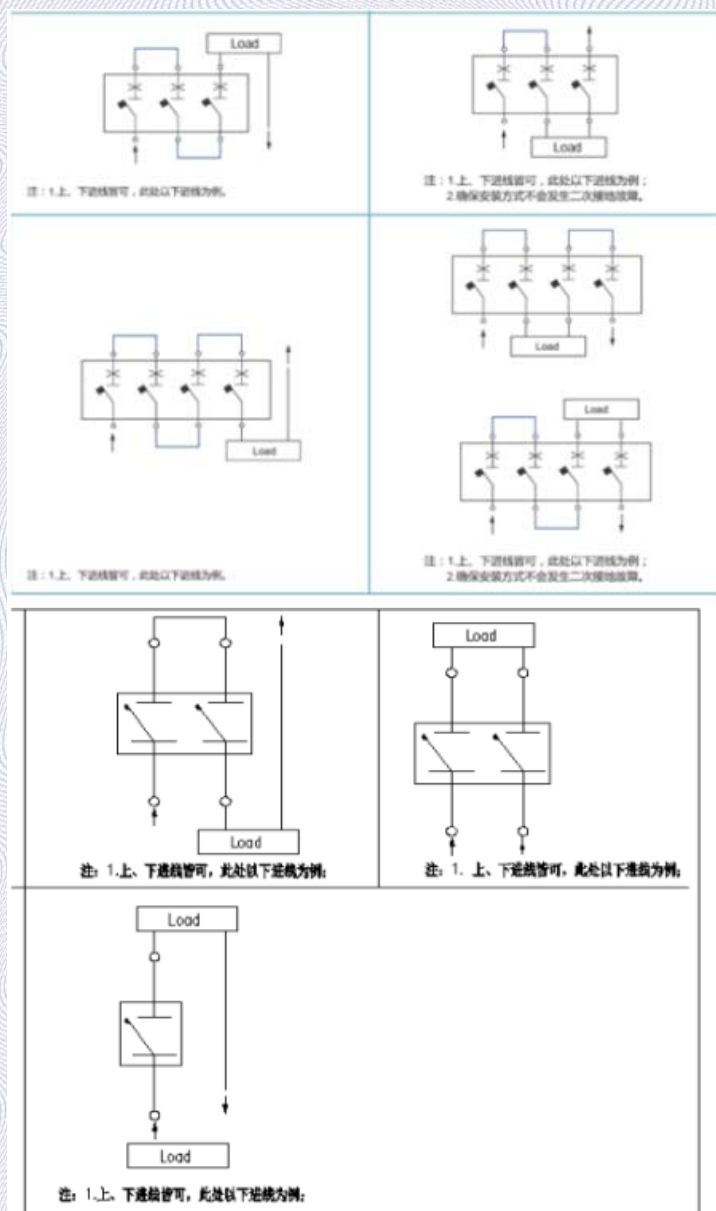 Load
注:1.上、下进线皆可,此处以下进线为例。
Load
注:1.上、下进线皆可,此处以下进线为例;
2.确保安装方式不会发生二次接地故障。
Load
注:1.上、下进线皆可,此处以下进线为例。
Load
Load
注:1.上、下进线皆可,此处以下进线为例;
2.确保安装方式不会发生二次接地故障。
Load
注: 1.上、下进线皆可, 此处以下进线为例;
Load
注: 1. 上、下进线皆可, 此处以下进线为例;
Load
Load
注: 1.上、下进线皆可, 此处以下进线为例;